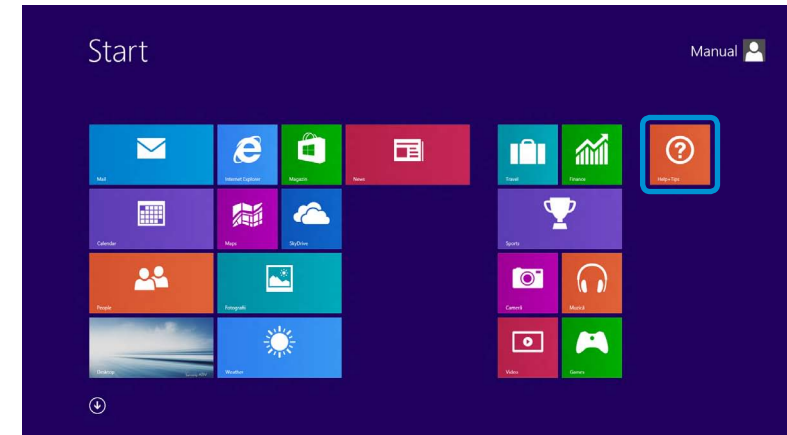 Start
Manual
Mail
Internet Explorer
Magazin
News
Travel
Finance
Help+Tips
Calendar
Maps
SkyDrive
Sports
People
Fotografii
Cameră
Muzică
Desktop
Weather
Video
Games